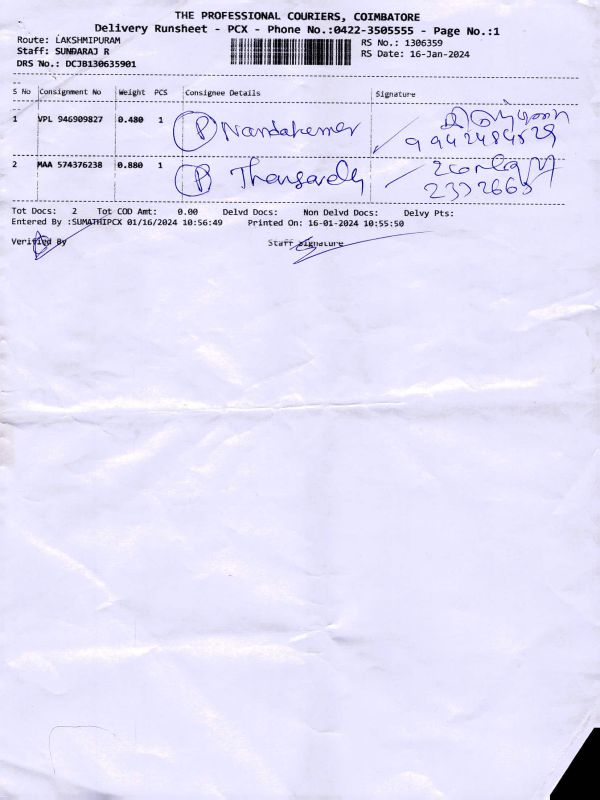 THE PROFESSIONAL COURIERS, COIMBATORE
Delivery Runsheet - PCX - Phone No.:0422-3505555 - Page No.:1
Route: LAKSHMIPURAM
RS No.: 1306359
Staff: SUNDARAJ R
RS Date: 16-Jan-2024
DRS No.: DCJB130635901
S No Consignment No Weight PCS Consignee Details Signature
1 VPL 946909827 0.480 1 P Nandakumar
2 MAA 574376238 0.880 1 P
Tot Docs: 2 Tot COD Amt: 0.00 Delvd Docs: Non Delvd Docs: Delvy Pts:
Entered By :SUMATHIPCX 01/16/2024 10:56:49 Printed On: 16-01-2024 10:55:50
Verified By Staff Signature